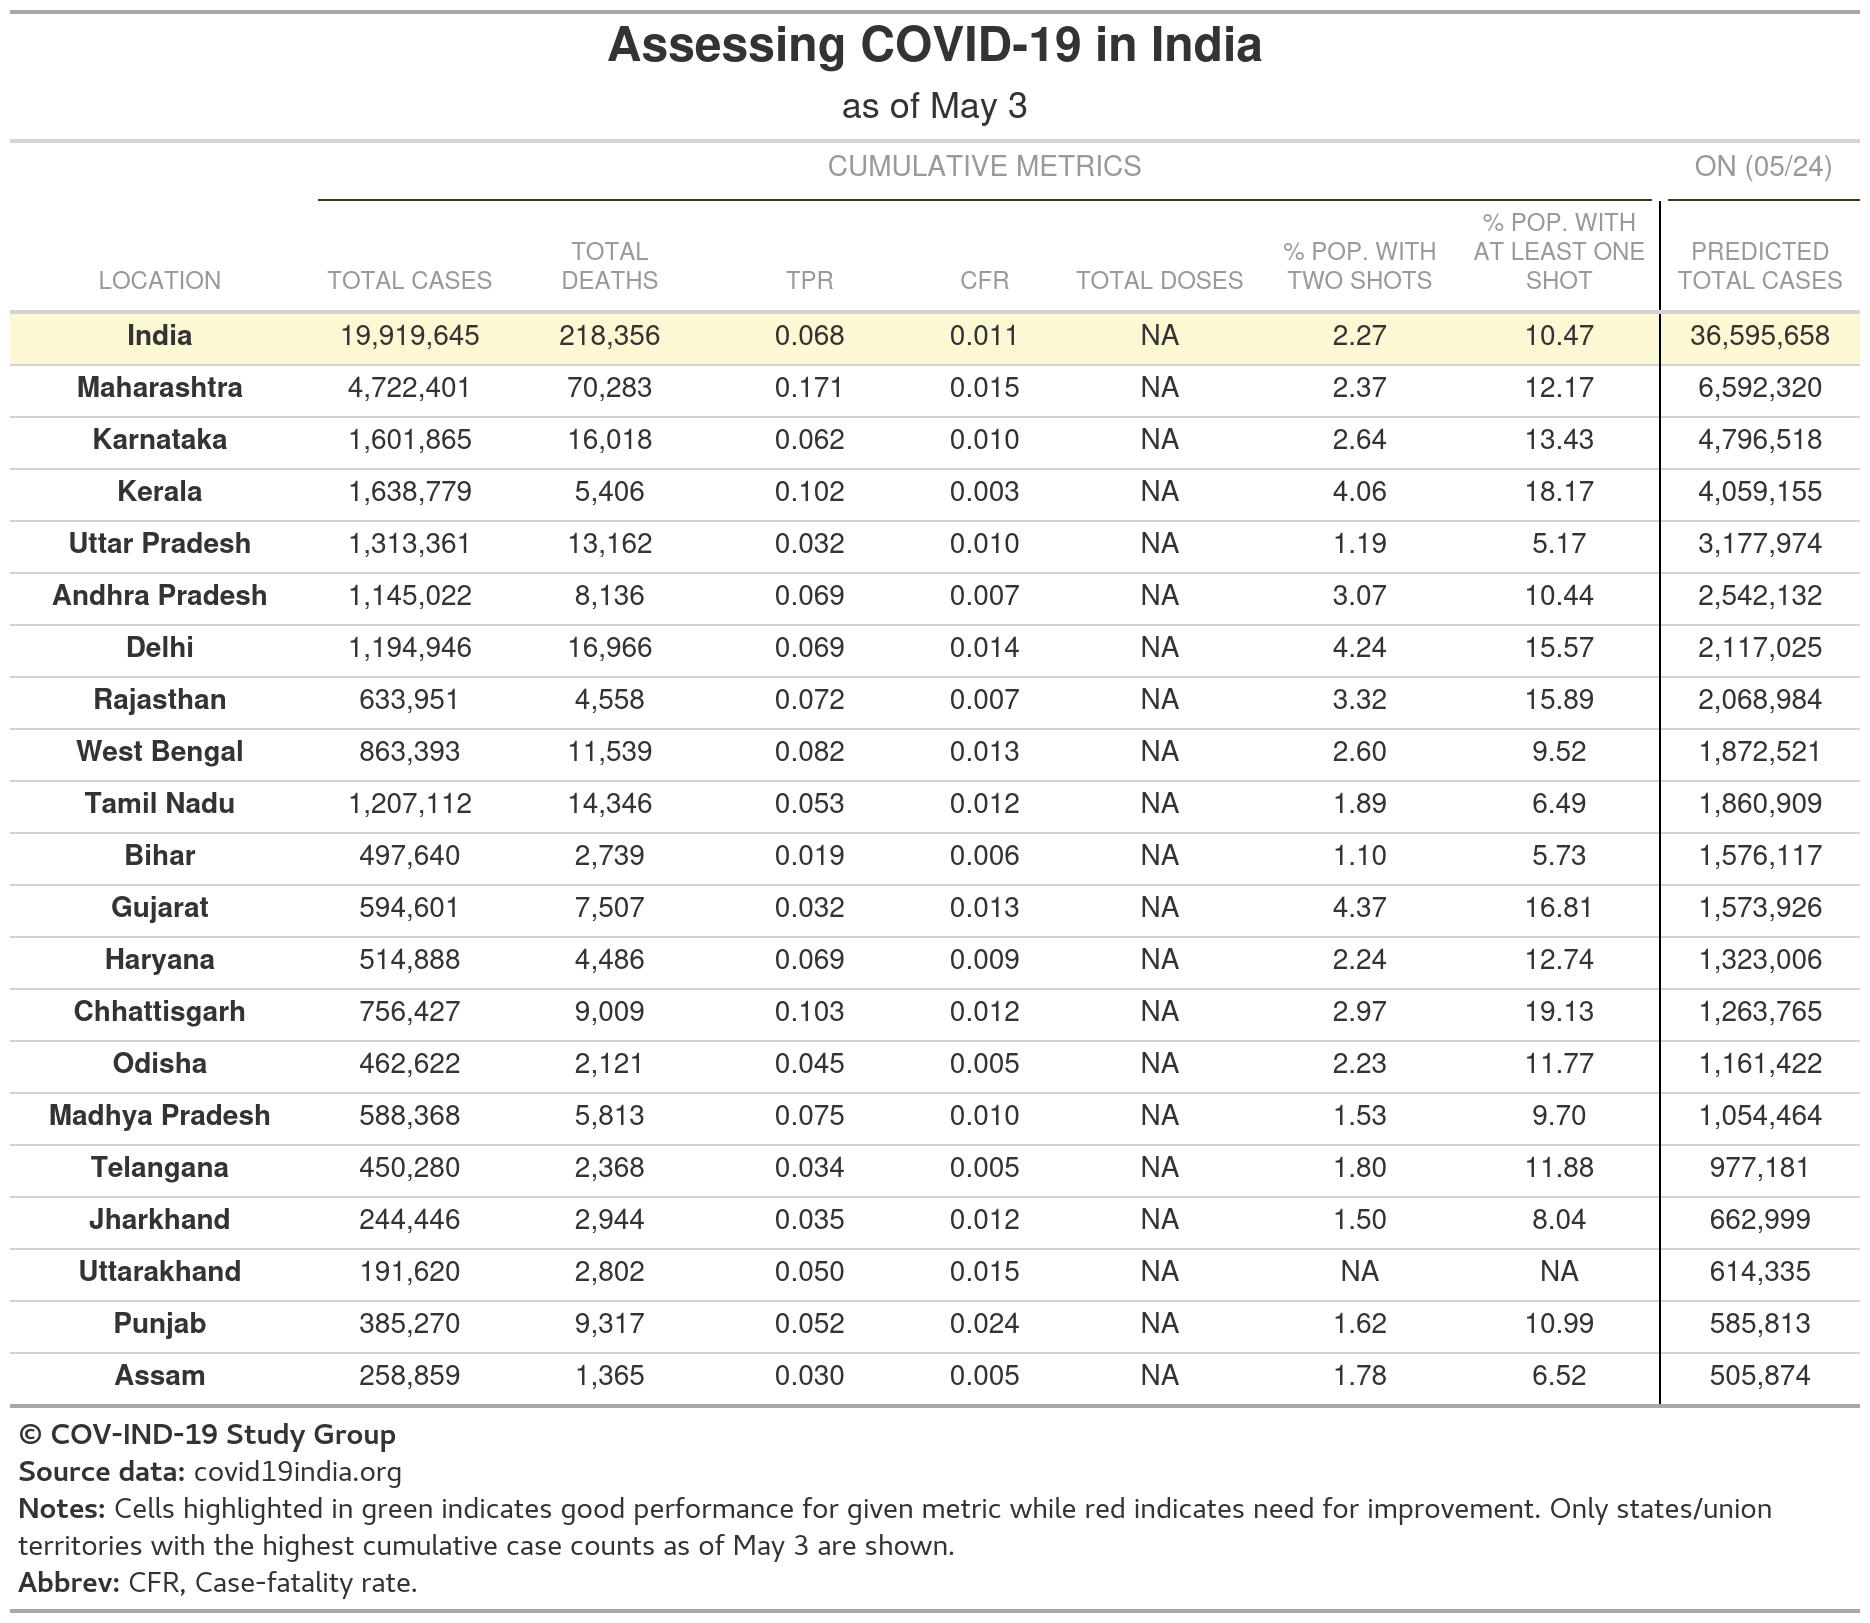 Assessing COVID-19 in India
as of May 3
CUMULATIVE METRICS ON (05/24)
LOCATION TOTAL CASES TOTAL DEATHS TPR CFR TOTAL DOSES % POP. WITH TWO SHOTS % POP. WITH AT LEAST ONE SHOT PREDICTED TOTAL CASES
India 19,919,645 218,356 0.068 0.011 NA 2.27 10.47 36,595,658
Maharashtra 4,722,401 70,283 0.171 0.015 NA 2.37 12.17 6,592,320
Karnataka 1,601,865 16,018 0.062 0.010 NA 2.64 13.43 4,796,518
Kerala 1,638,779 5,406 0.102 0.003 NA 4.06 18.17 4,059,155
Uttar Pradesh 1,313,361 13,162 0.032 0.010 NA 1.19 5.17 3,177,974
Andhra Pradesh 1,145,022 8,136 0.069 0.007 NA 3.07 10.44 2,542,132
Delhi 1,194,946 16,966 0.069 0.014 NA 4.24 15.57 2,117,025
Rajasthan 633,951 4,558 0.072 0.007 NA 3.32 15.89 2,068,984
West Bengal 863,393 11,539 0.082 0.013 NA 2.60 9.52 1,872,521
Tamil Nadu 1,207,112 14,346 0.053 0.012 NA 1.89 6.49 1,860,909
Bihar 497,640 2,739 0.019 0.006 NA 1.10 5.73 1,576,117
Gujarat 594,601 7,507 0.032 0.013 NA 4.37 16.81 1,573,926
Haryana 514,888 4,486 0.069 0.009 NA 2.24 12.74 1,323,006
Chhattisgarh 756,427 9,009 0.103 0.012 NA 2.97 19.13 1,263,765
Odisha 462,622 2,121 0.045 0.005 NA 2.23 11.77 1,161,422
Madhya Pradesh 588,368 5,813 0.075 0.010 NA 1.53 9.70 1,054,464
Telangana 450,280 2,368 0.034 0.005 NA 1.80 11.88 977,181
Jharkhand 244,446 2,944 0.035 0.012 NA 1.50 8.04 662,999
Uttarakhand 191,620 2,802 0.050 0.015 NA NA NA 614,335
Punjab 385,270 9,317 0.052 0.024 NA 1.62 10.99 585,813
Assam 258,859 1,365 0.030 0.005 NA 1.78 6.52 505,874
© COV-IND-19 Study Group
Source data: covid19india.org
Notes: Cells highlighted in green indicates good performance for given metric while red indicates need for improvement. Only states/union
territories with the highest cumulative case counts as of May 3 are shown.
Abbrev: CFR, Case-fatality rate.